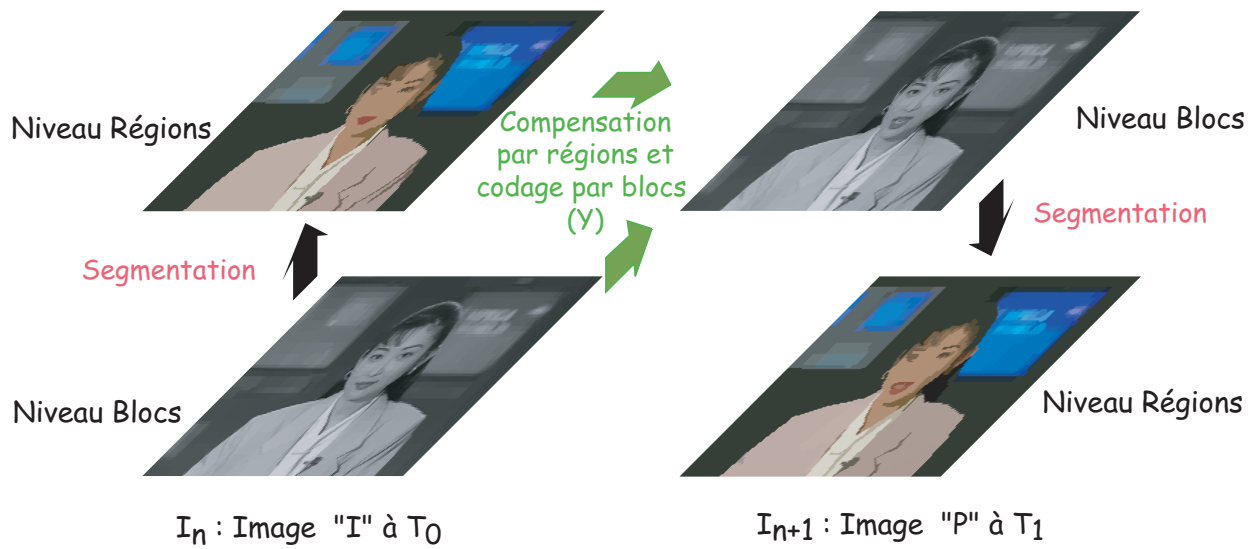 Niveau Régions
Compensation
par régions et
codage par blocs
(Y)
Niveau Blocs
Segmentation
Segmentation
Niveau Blocs
Niveau Régions
Iₙ : Image "I" à T₀
Iₙ₊₁ : Image "P" à T₁